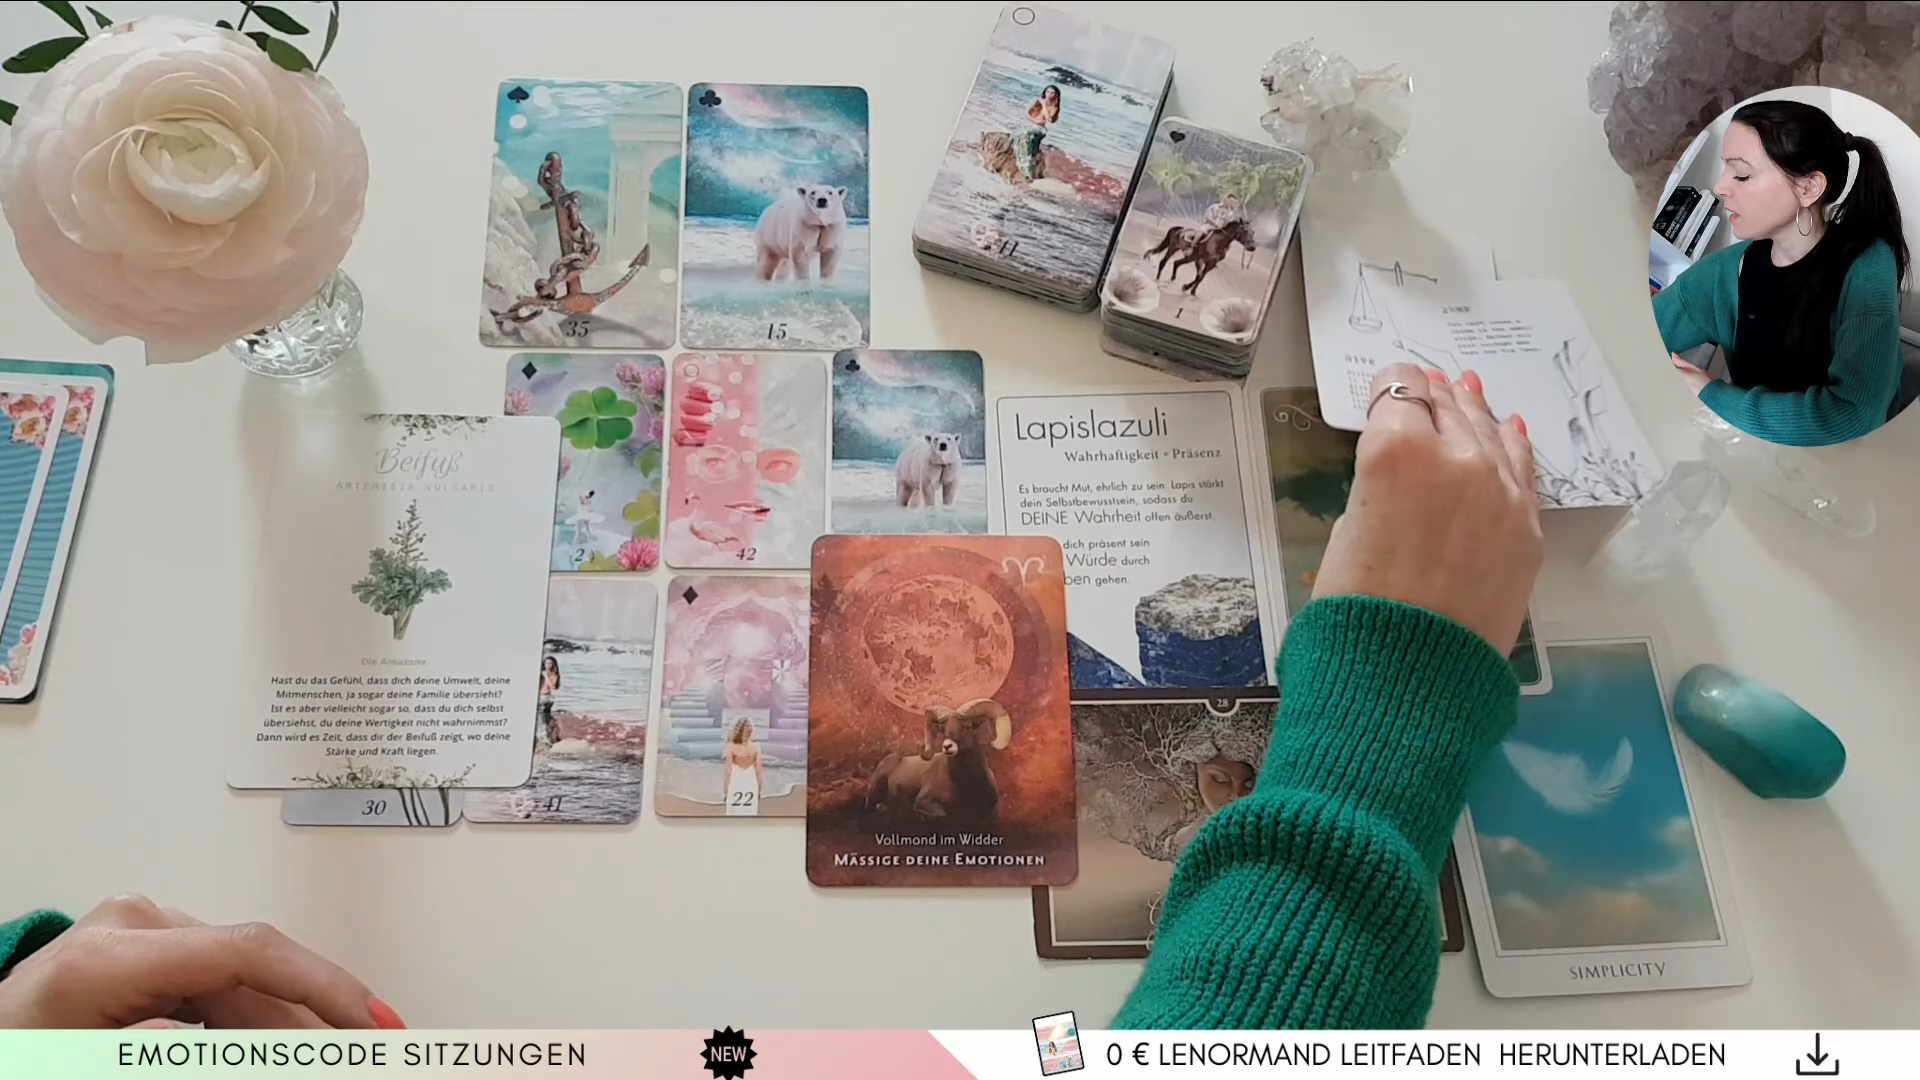 35
15
41
1
JUMP
GIVE
Beifuß
ARTEMISIA VULGARIS
Die Amazone
Hast du das Gefühl, dass dich deine Umwelt, deine
Mitmenschen, ja sogar deine Familie übersieht?
Ist es aber vielleicht sogar so, dass du dich selbst
übersiehst, du deine Wertigkeit nicht wahrnimmst?
Dann wird es Zeit, dass dir der Beifuß zeigt, wo deine
Stärke und Kraft liegen.
2
42
Lapislazuli
Wahrhaftigkeit • Präsenz
Es braucht Mut, ehrlich zu sein. Lapis stärkt
dein Selbstbewusstsein, sodass du
DEINE Wahrheit offen äußerst.
dich präsent sein
Würde durch
ben gehen.
30
41
22
Vollmond im Widder
MÄSSIGE DEINE EMOTIONEN
28
SIMPLICITY
EMOTIONSCODE SITZUNGEN
NEW
0 € LENORMAND LEITFADEN HERUNTERLADEN